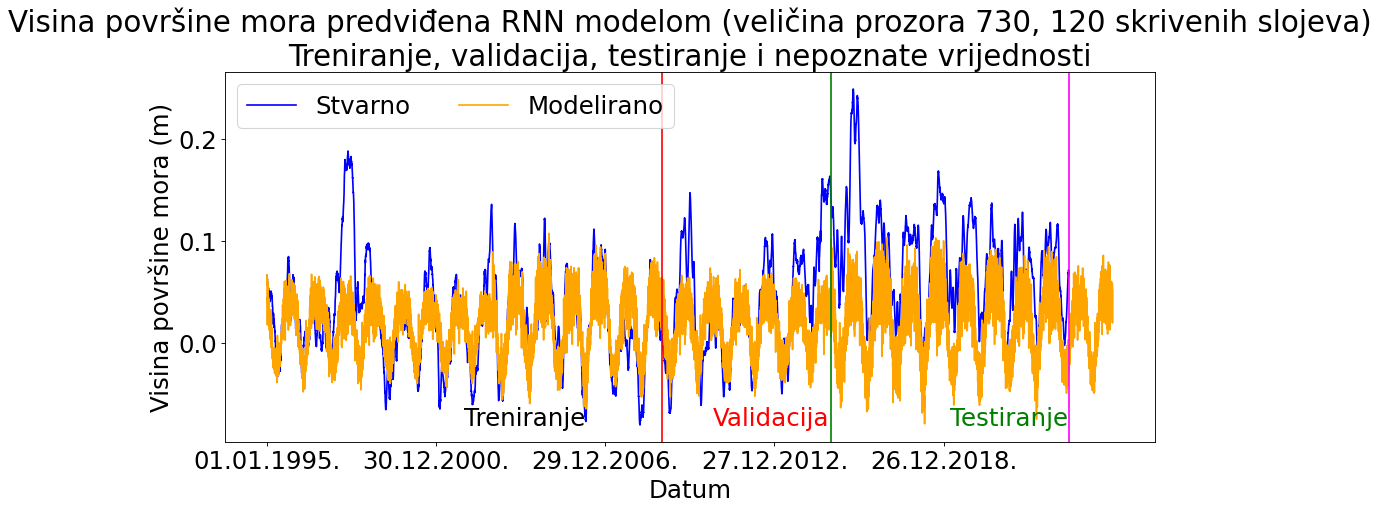 Visina površine mora predviđena RNN modelom (veličina prozora 730, 120 skrivenih slojeva)
Treniranje, validacija, testiranje i nepoznate vrijednosti
Stvarno Modelirano
Visina površine mora (m)
0.2
0.1
0.0
Treniranje Validacija Testiranje
01.01.1995. 30.12.2000. 29.12.2006. 27.12.2012. 26.12.2018.
Datum